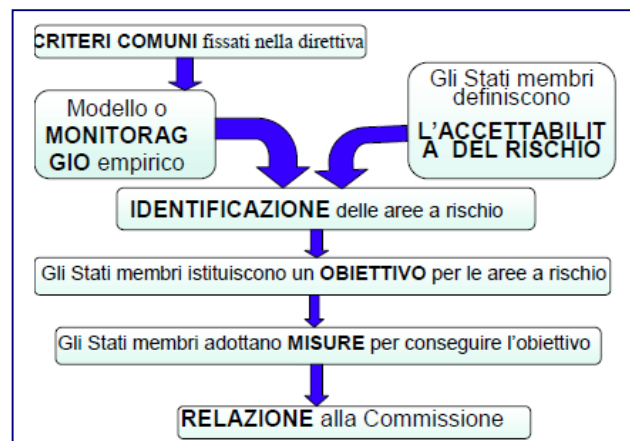 CRITERI COMUNI fissati nella direttiva
Modello o
MONITORAG
GIO empirico
Gli Stati membri
definiscono
L'ACCETTABILIT
A DEL RISCHIO
IDENTIFICAZIONE delle aree a rischio
Gli Stati membri istituiscono un OBIETTIVO per le aree a rischio
Gli Stati membri adottano MISURE per conseguire l'obiettivo
RELAZIONE alla Commissione